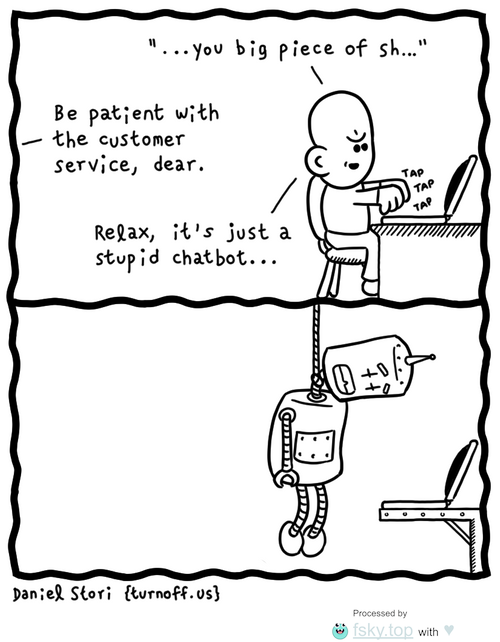 "...you big piece of sh..."
Be patient with
the customer
service, dear.
TAP
TAP
TAP
Relax, it's just a
stupid chatbot...
Daniel Stori {turnoff.us}
Processed by
fsky.top with